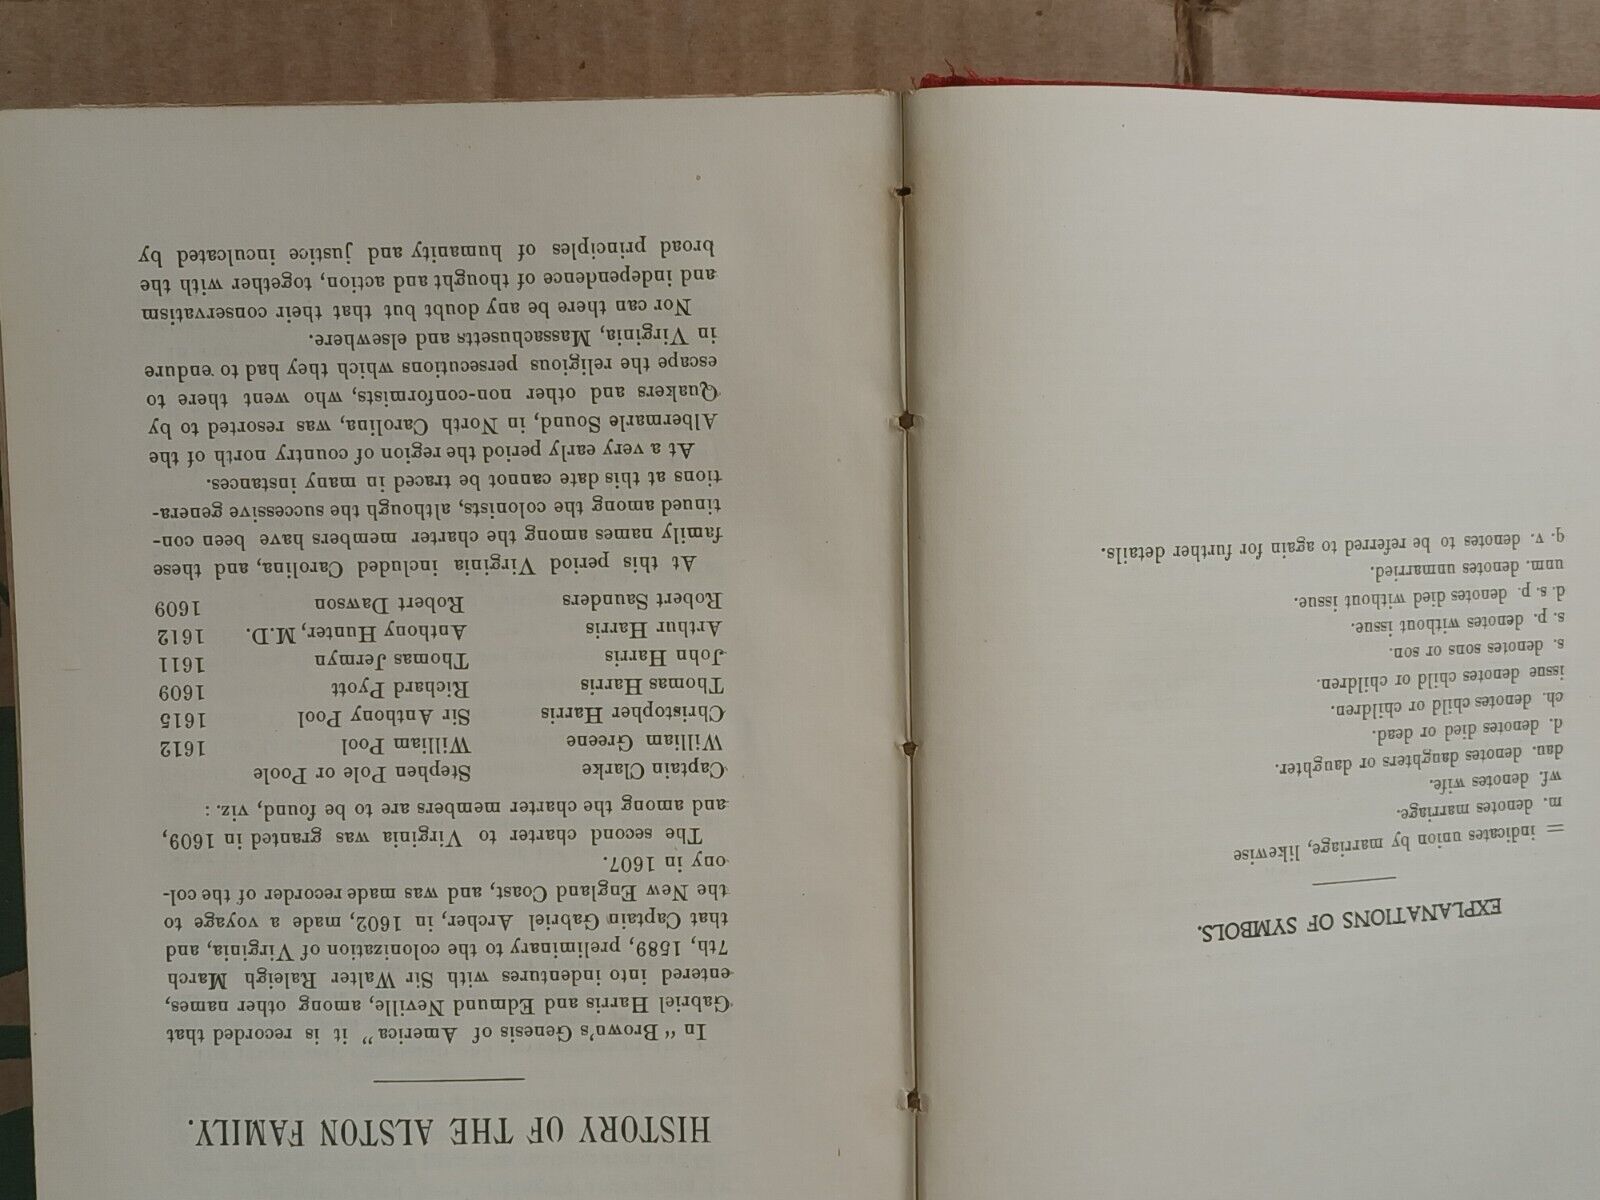 EXPLANATIONS OF SYMBOLS.
= indicates union by marriage, likewise
m. denotes marriage.
wf. denotes wife.
dau. denotes daughters or daughter.
d. denotes died or dead.
ch. denotes child or children.
issue denotes child or children.
s. denotes sons or son.
s. p. denotes without issue.
d. s. p. denotes died without issue.
unm. denotes unmarried.
q. v. denotes to be referred to again for further details.
HISTORY OF THE ALSTON FAMILY.
In “Brown’s Genesis of America” it is recorded that
Gabriel Harris and Edmund Neville, among other names,
entered into indentures with Sir Walter Raleigh March
7th, 1589, preliminary to the colonization of Virginia, and
that Captain Gabriel Archer, in 1602, made a voyage to
the New England Coast, and was made recorder of the col-
ony in 1607.
The second charter to Virginia was granted in 1609,
and among the charter members are to be found, viz. :
Captain Clarke Stephen Pole or Poole
William Greene William Pool 1612
Christopher Harris Sir Anthony Pool 1615
Thomas Harris Richard Pyott 1609
John Harris Thomas Jermyn 1611
Arthur Harris Anthony Hunter, M.D. 1612
Robert Saunders Robert Dawson 1609
At this period Virginia included Carolina, and these
family names among the charter members have been con-
tinued among the colonists, although the successive genera-
tions at this date cannot be traced in many instances.
At a very early period the region of country north of the
Albermarle Sound, in North Carolina, was resorted to by
Quakers and other non-conformists, who went there to
escape the religious persecutions which they had to endure
in Virginia, Massachusetts and elsewhere.
Nor can there be any doubt but that their conservatism
and independence of thought and action, together with the
broad principles of humanity and justice inculcated by